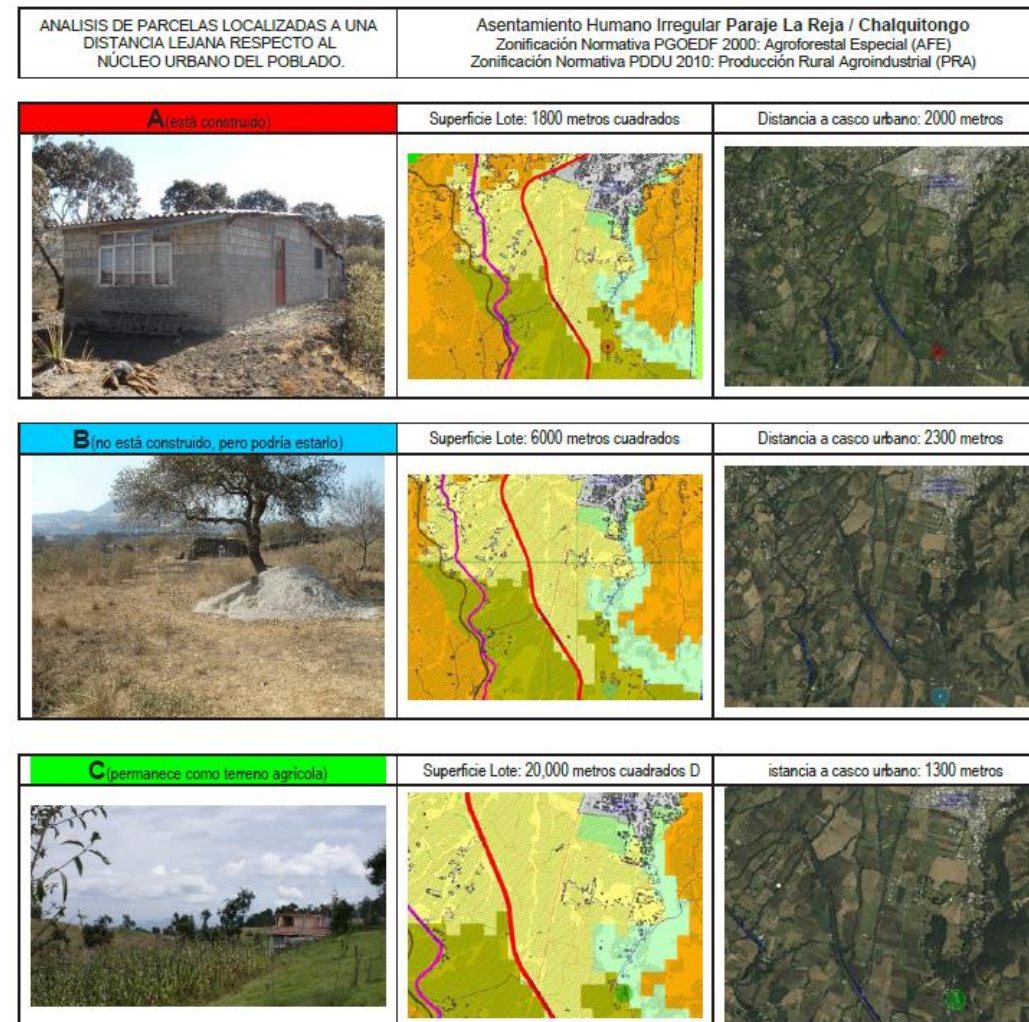 ANALISIS DE PARCELAS LOCALIZADAS A UNA
DISTANCIA LEJANA RESPECTO AL
NÚCLEO URBANO DEL POBLADO.
Asentamiento Humano Irregular Paraje La Reja / Chalquitongo
Zonificación Normativa PGOEDF 2000: Agroforestal Especial (AFE)
Zonificación Normativa PDDU 2010: Producción Rural Agroindustrial (PRA)
A(está construido)
Superficie Lote: 1800 metros cuadrados
Distancia a casco urbano: 2000 metros
B(no está construido, pero podría estarlo)
Superficie Lote: 6000 metros cuadrados
Distancia a casco urbano: 2300 metros
C(permanece como terreno agrícola)
Superficie Lote: 20,000 metros cuadrados D
istancia a casco urbano: 1300 metros